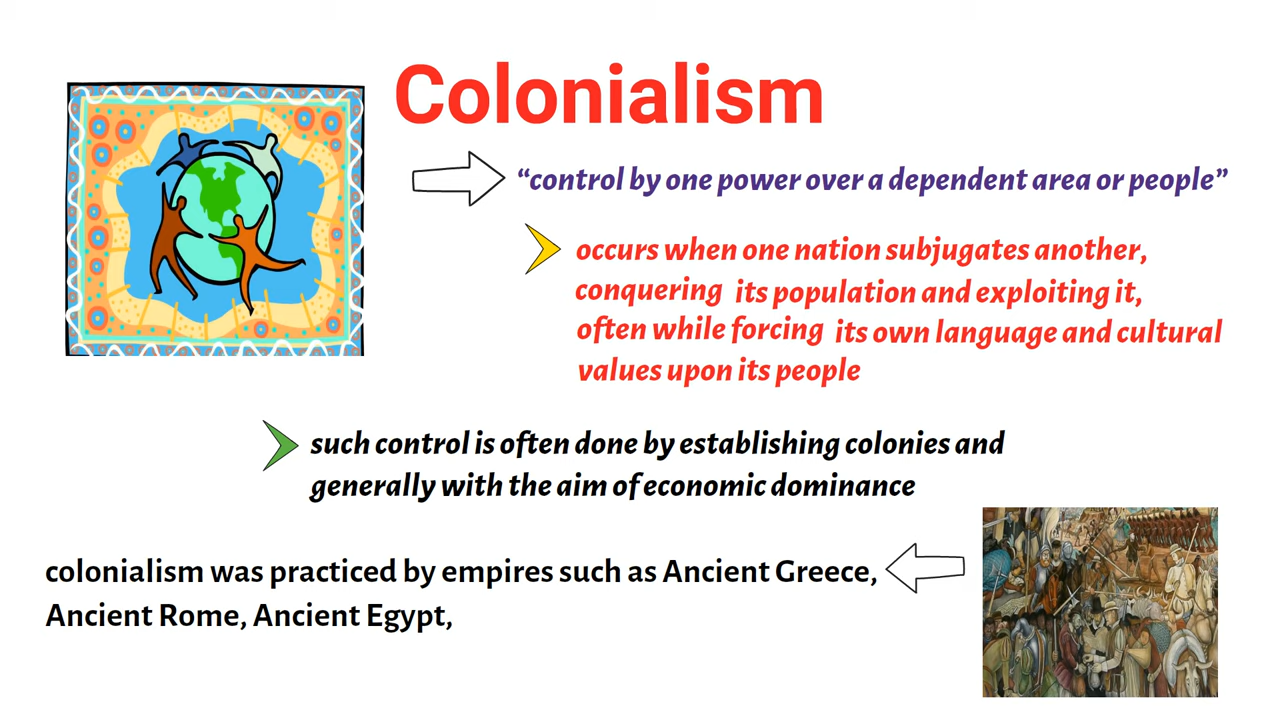 Colonialism
“control by one power over a dependent area or people”
occurs when one nation subjugates another,
conquering its population and exploiting it,
often while forcing its own language and cultural
values upon its people
such control is often done by establishing colonies and
generally with the aim of economic dominance
colonialism was practiced by empires such as Ancient Greece,
Ancient Rome, Ancient Egypt,